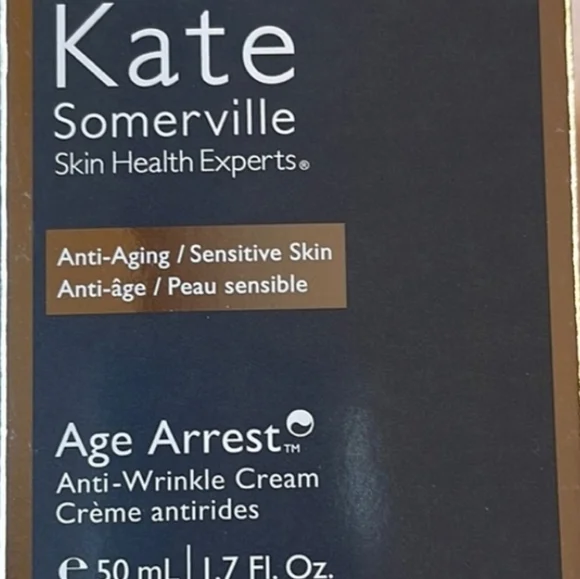 Kate
Somerville
Skin Health Experts®
Anti-Aging / Sensitive Skin
Anti-âge / Peau sensible
Age Arrest™
Anti-Wrinkle Cream
Crème antirides
℮ 50 mL | 1.7 Fl. Oz.